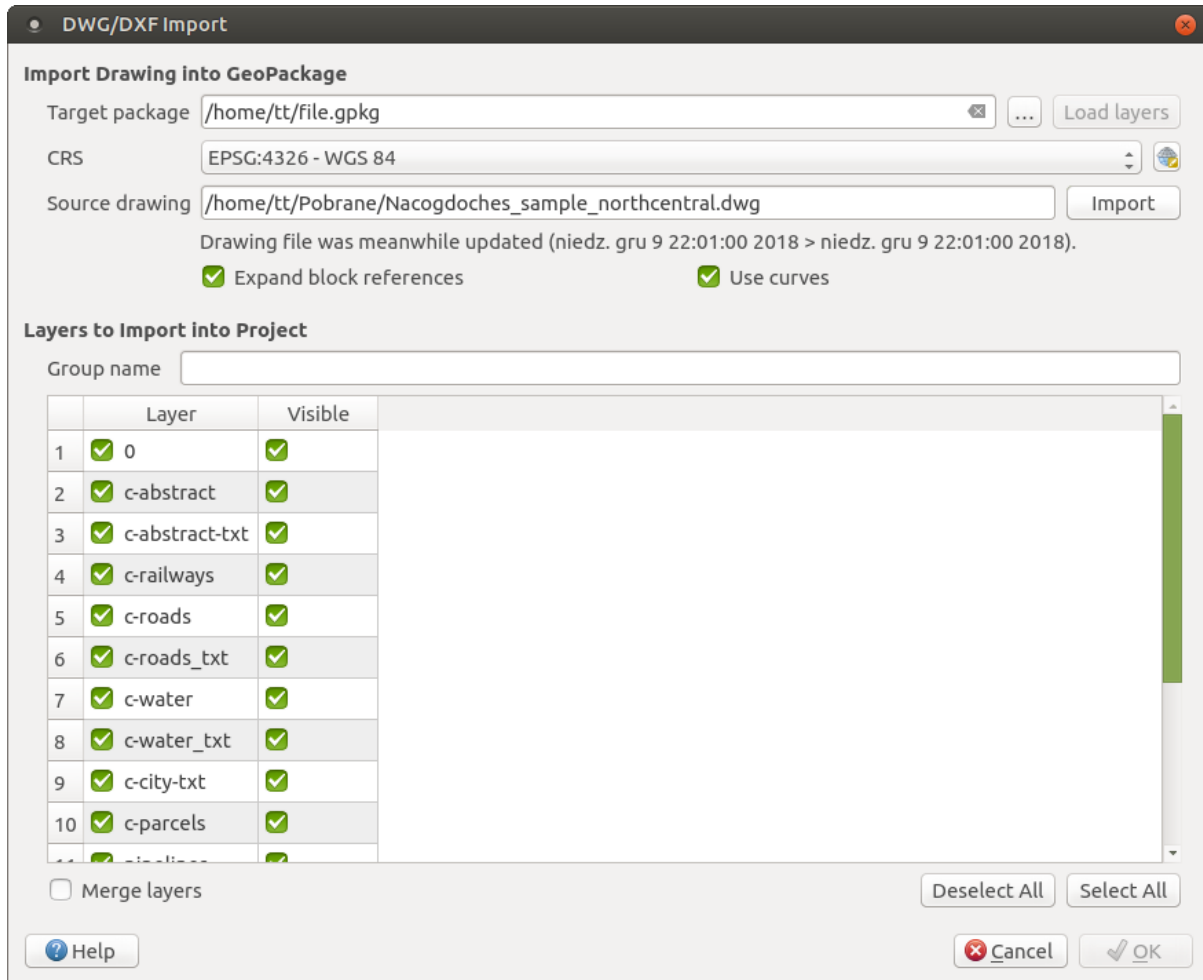 DWG/DXF Import
Import Drawing into GeoPackage
Target package /home/tt/file.gpkg ... Load layers
CRS EPSG:4326 - WGS 84
Source drawing /home/tt/Pobrane/Nacogdoches_sample_northcentral.dwg Import
Drawing file was meanwhile updated (niedz. gru 9 22:01:00 2018 > niedz. gru 9 22:01:00 2018).
Expand block references Use curves
Layers to Import into Project
Group name
Layer Visible
1 0
2 c-abstract
3 c-abstract-txt
4 c-railways
5 c-roads
6 c-roads_txt
7 c-water
8 c-water_txt
9 c-city-txt
10 c-parcels
Merge layers Deselect All Select All
Help Cancel OK